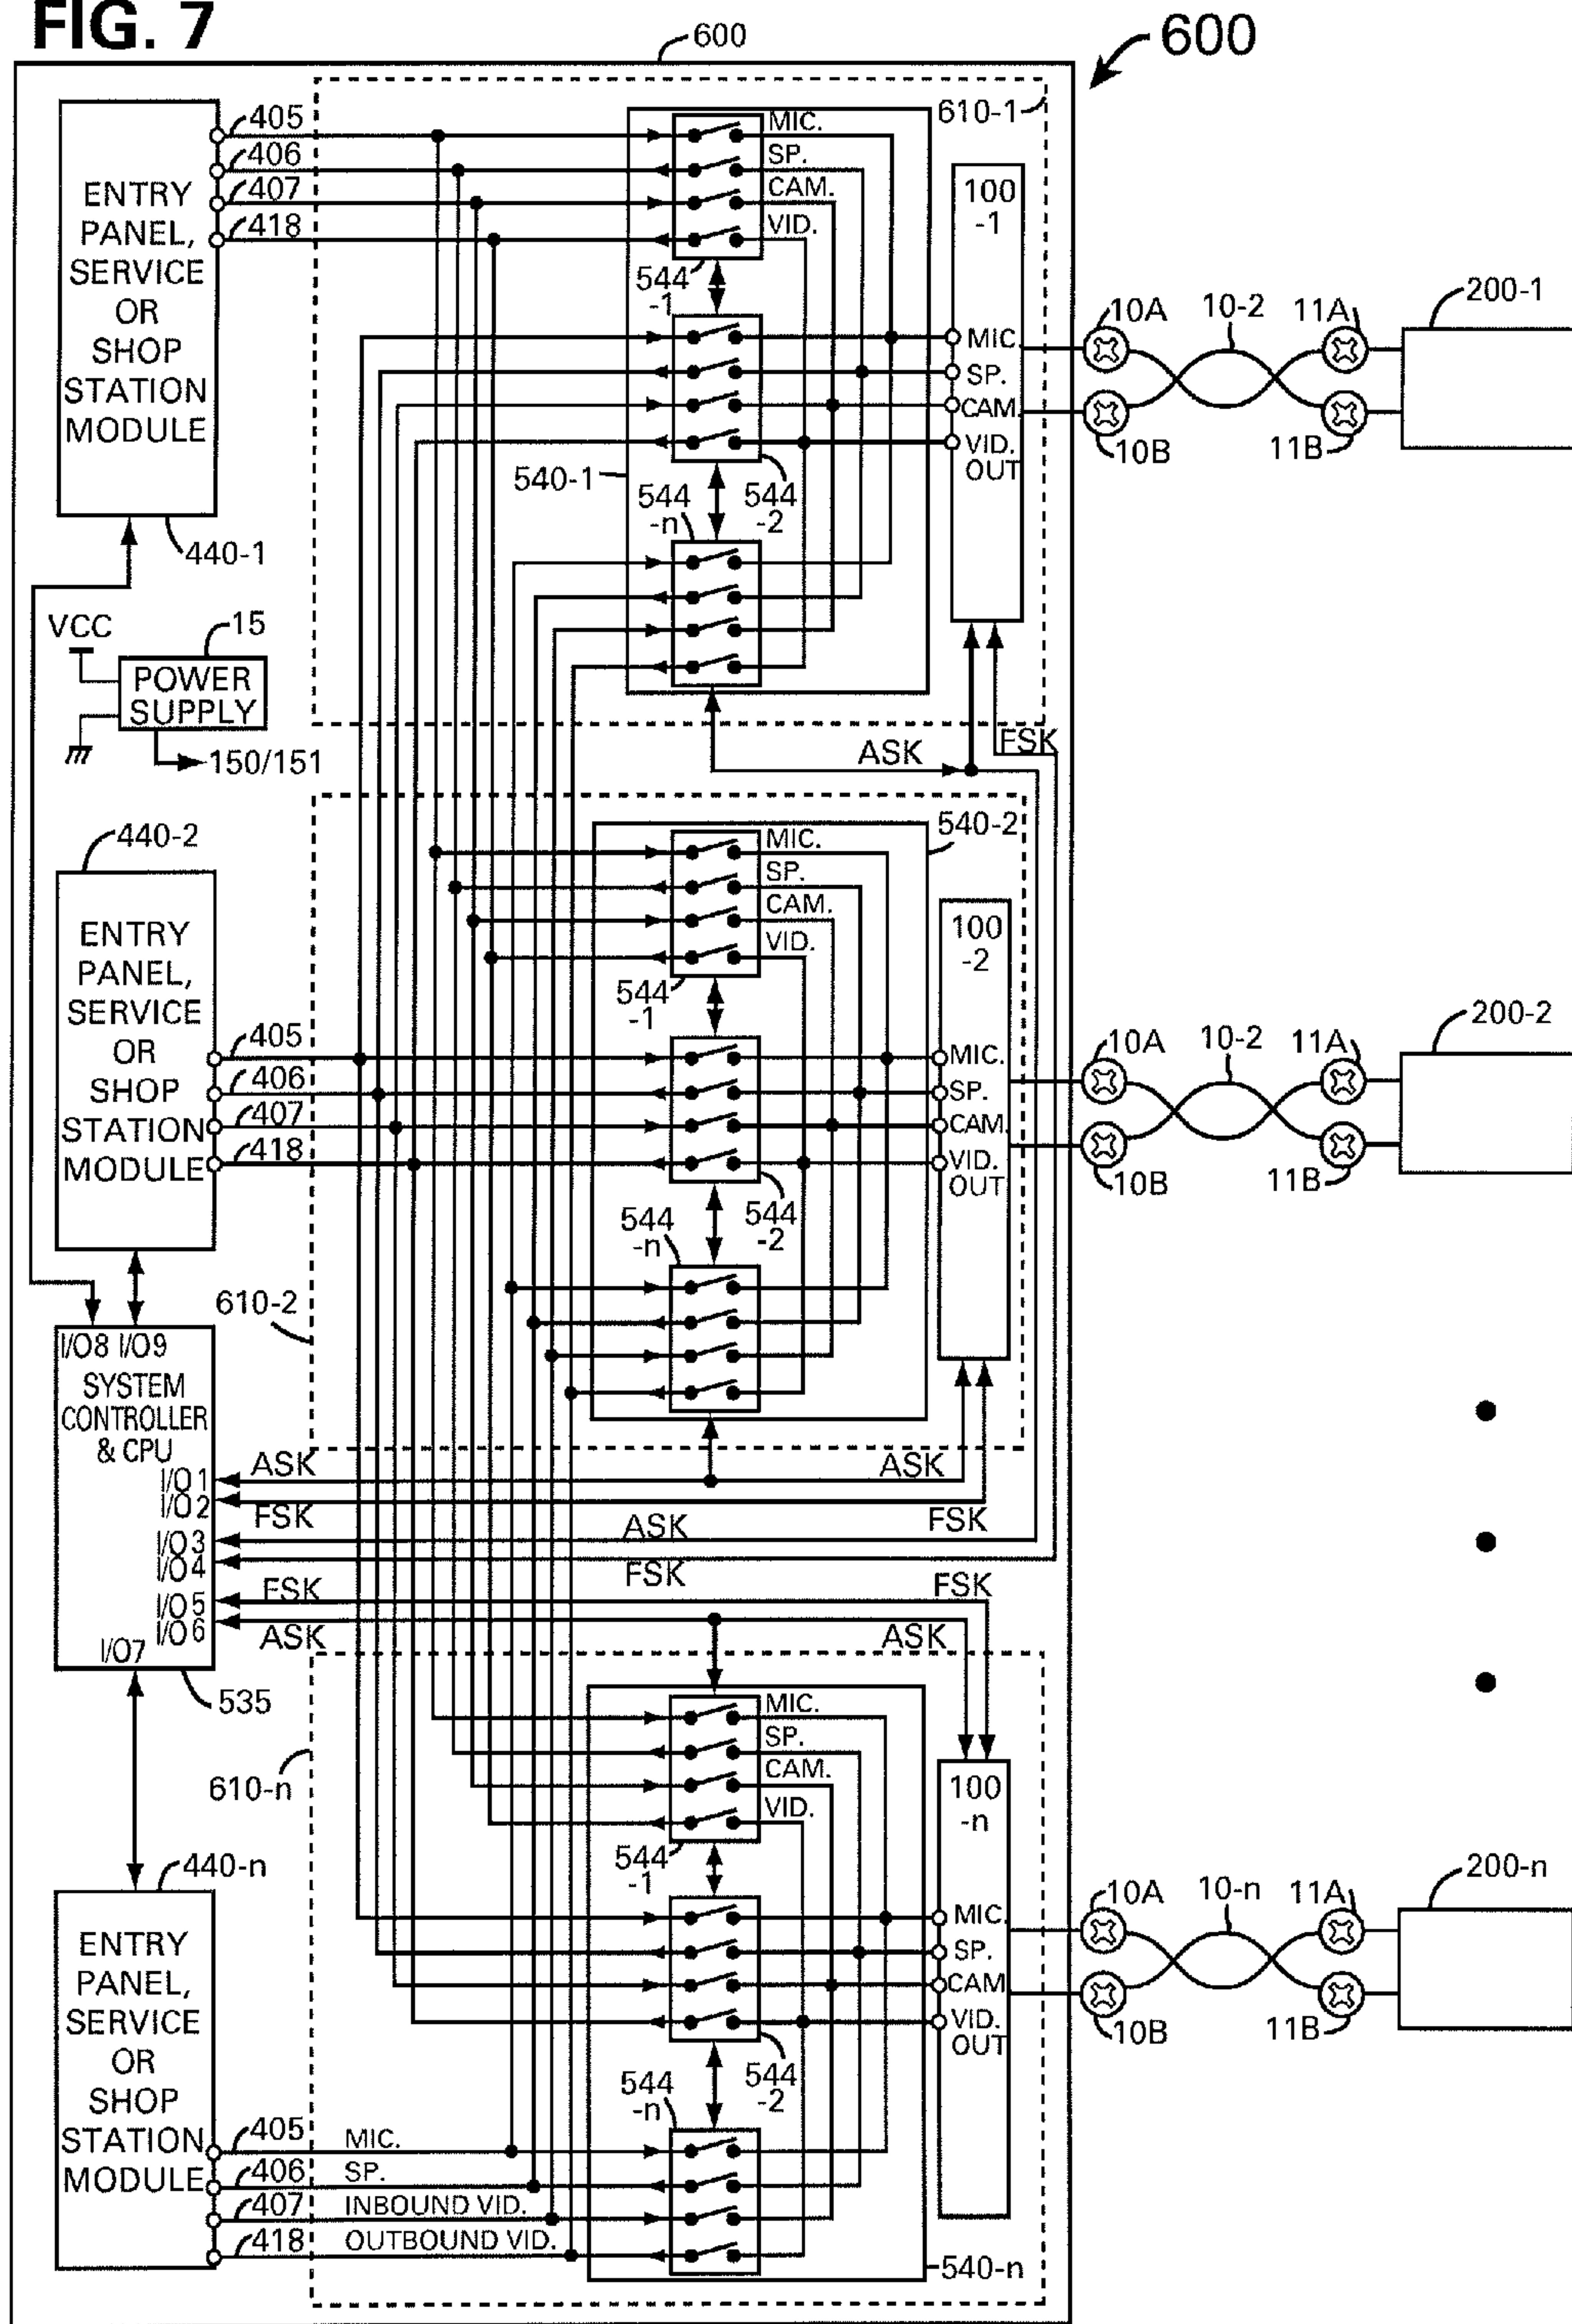 FIG. 7
600
600
610-1
405
406
407
418
ENTRY
PANEL,
SERVICE
OR
SHOP
STATION
MODULE
440-1
MIC.
SP.
CAM.
VID.
544
-1
100
-1
MIC.
SP.
CAM.
VID.
OUT
540-1
544
-n
544
-2
10A
10-2
11A
200-1
10B
11B
VCC
15
POWER
SUPPLY
150/151
ASK
FSK
440-2
540-2
ENTRY
PANEL,
SERVICE
OR
SHOP
STATION
MODULE
405
406
407
418
MIC.
SP.
CAM.
VID.
544
-1
100
-2
MIC.
SP.
CAM.
VID.
OUT
544
-n
544
-2
10A
10-2
11A
200-2
10B
11B
610-2
I/O8 I/O9
SYSTEM
CONTROLLER
& CPU
I/O1
I/O2
I/O3
I/O4
I/O5
I/O6
I/O7
535
ASK
ASK
FSK
FSK
ASK
FSK
FSK
FSK
ASK
ASK
610-n
440-n
MIC.
SP.
CAM.
VID.
544
-1
100
-n
MIC.
SP.
CAM
VID.
OUT
544
-n
544
-2
10A
10-n
11A
200-n
10B
11B
ENTRY
PANEL,
SERVICE
OR
SHOP
STATION
MODULE
405 MIC.
406 SP.
407 INBOUND VID.
418 OUTBOUND VID.
540-n